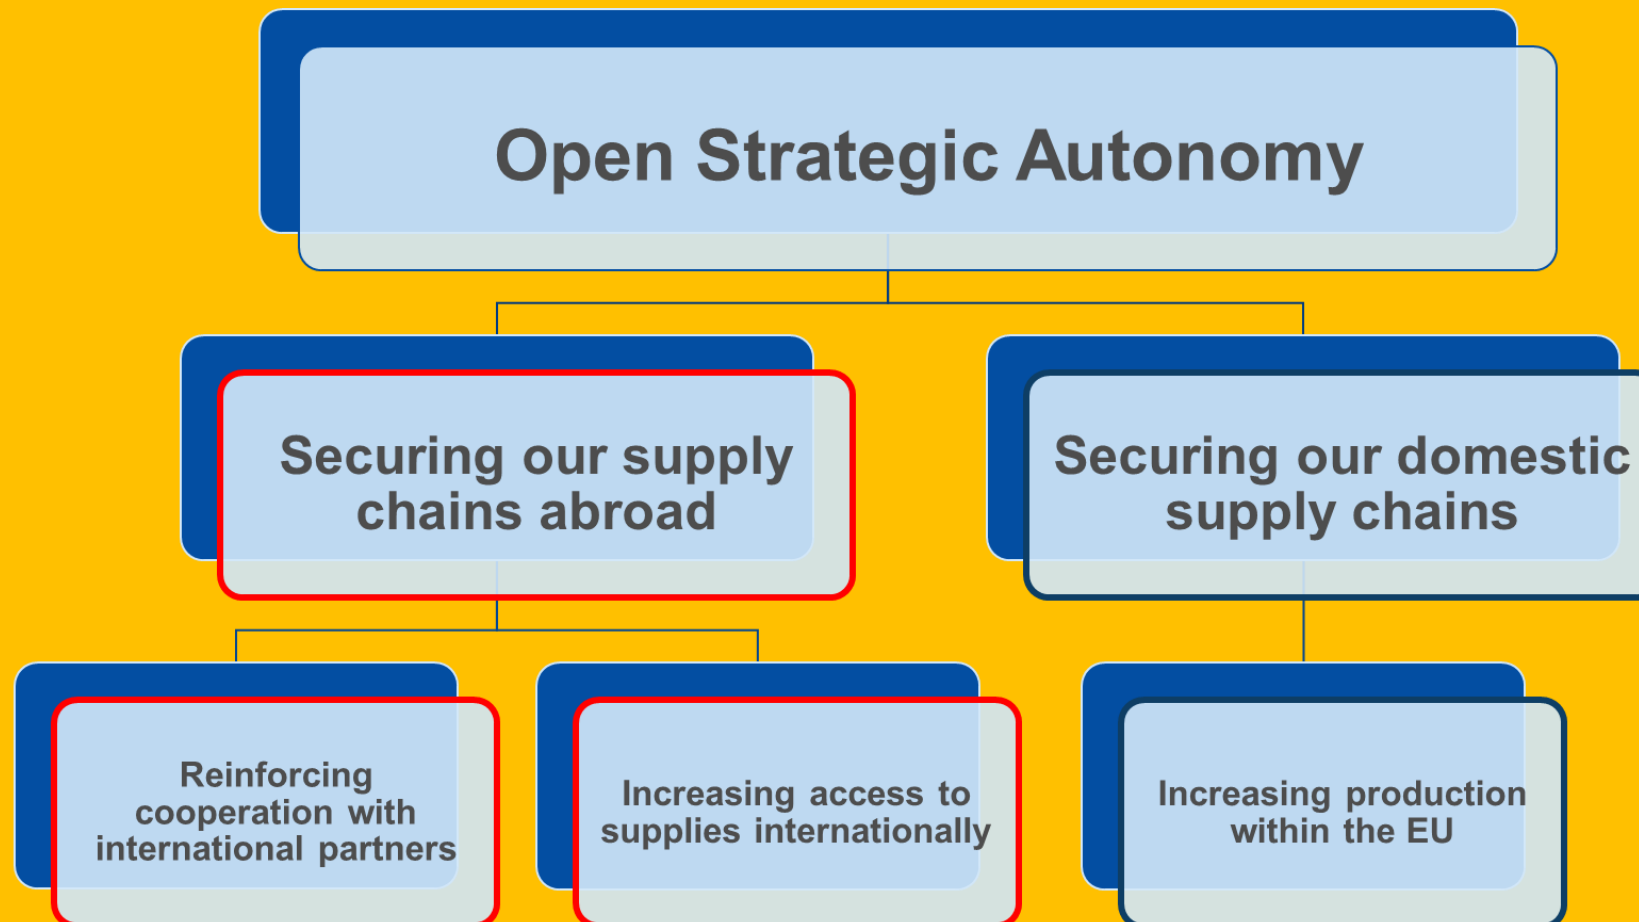 Open Strategic Autonomy
Securing our supply
chains abroad
Securing our domestic
supply chains
Reinforcing
cooperation with
international partners
Increasing access to
supplies internationally
Increasing production
within the EU